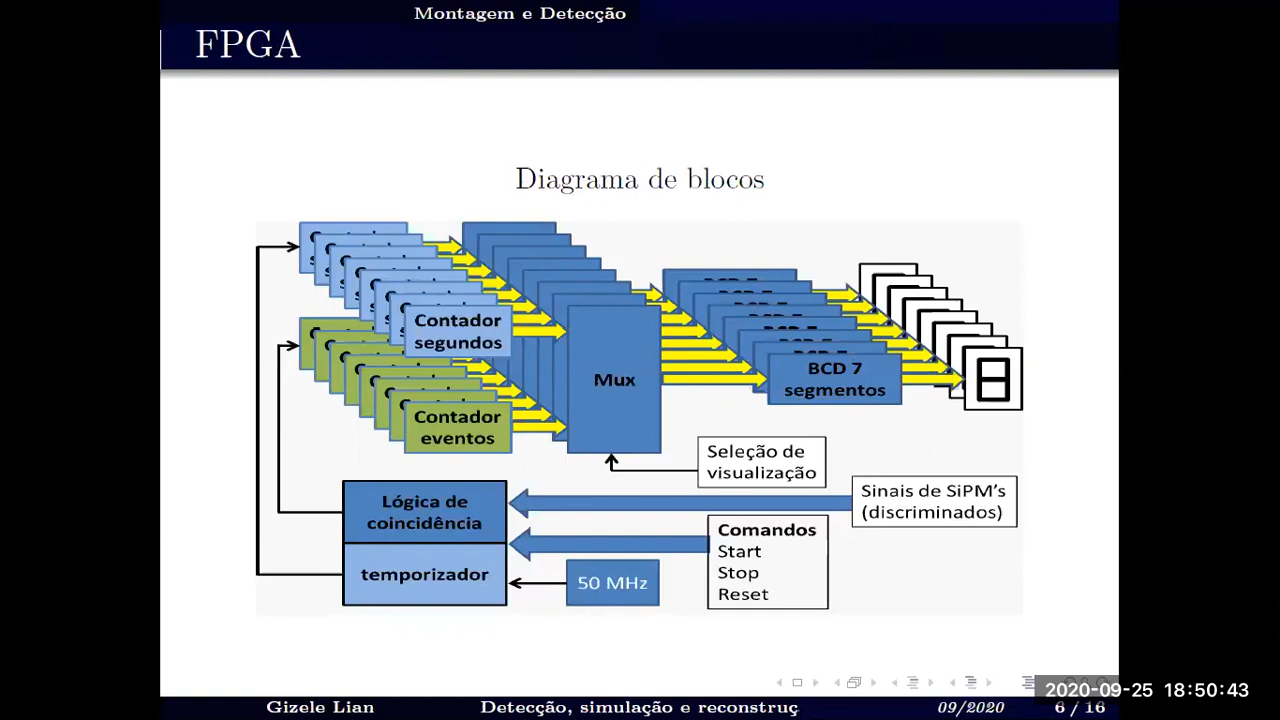 Montagem e Detecção
FPGA
Diagrama de blocos
Contador
segundos
Contador
eventos
Mux
BCD 7
segmentos
Seleção de
visualização
Sinais de SiPM’s
(discriminados)
Lógica de
coincidência
temporizador
50 MHz
Comandos
Start
Stop
Reset
2020-09-25 18:50:43
Gizele Lian
Detecção, simulação e reconstruç
09/2020
6 / 16